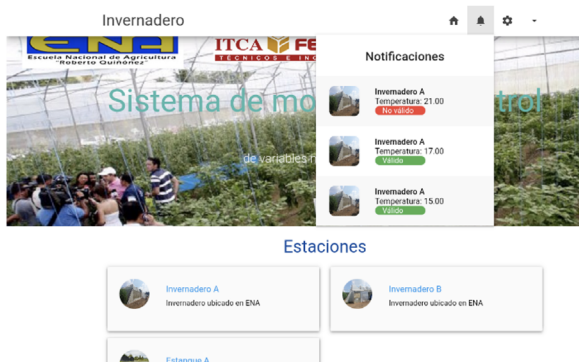 Invernadero
ENA
Escuela Nacional de Agricultura
"Roberto Quiñónez"
ITCA FE
TÉCNICOS E
Notificaciones
Invernadero A
Temperatura: 21.00
No válido
Invernadero A
Temperatura: 17.00
Válido
Invernadero A
Temperatura: 15.00
Válido
Sistema de mo
trol
de variables
Estaciones
Invernadero A
Invernadero ubicado en ENA
Invernadero B
Invernadero ubicado en ENA
Estanque A